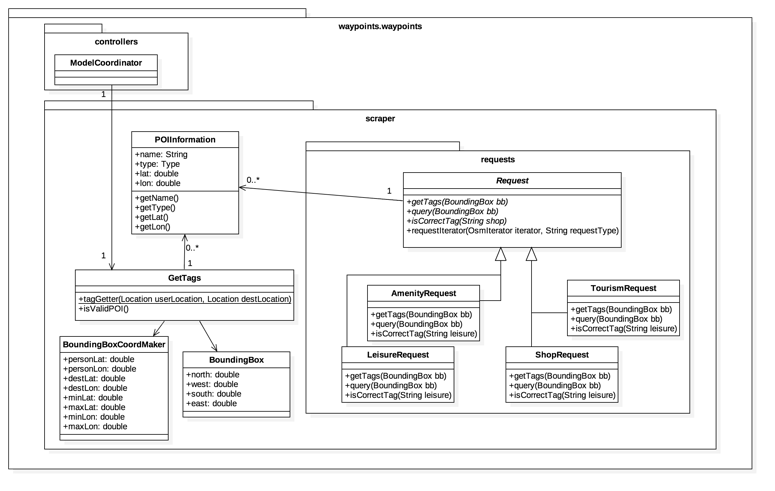 waypoints.waypoints
controllers
ModelCoordinator
1
scraper
POIInformation
+name: String
+type: Type
+lat: double
+lon: double
+getName()
+getType()
+getLat()
+getLon()
0..*
1
requests
Request
+getTags(BoundingBox bb)
+query(BoundingBox bb)
+isCorrectTag(String shop)
+requestIterator(OsmIterator iterator, String requestType)
0..*
1
1
GetTags
+tagGetter(Location userLocation, Location destLocation)
+isValidPOI()
AmenityRequest
+getTags(BoundingBox bb)
+query(BoundingBox bb)
+isCorrectTag(String leisure)
TourismRequest
+getTags(BoundingBox bb)
+query(BoundingBox bb)
+isCorrectTag(String leisure)
BoundingBoxCoordMaker
+personLat: double
+personLon: double
+destLat: double
+destLon: double
+minLat: double
+maxLat: double
+minLon: double
+maxLon: double
BoundingBox
+north: double
+west: double
+south: double
+east: double
LeisureRequest
+getTags(BoundingBox bb)
+query(BoundingBox bb)
+isCorrectTag(String leisure)
ShopRequest
+getTags(BoundingBox bb)
+query(BoundingBox bb)
+isCorrectTag(String leisure)